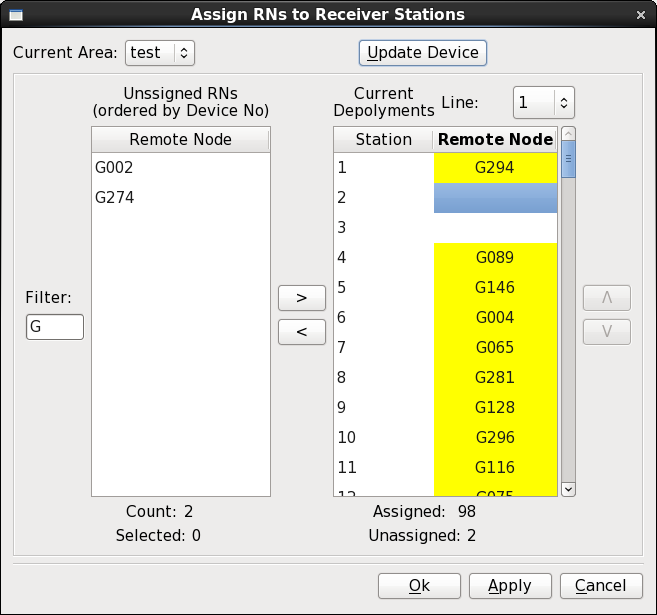 Assign RNs to Receiver Stations
Current Area: test
Update Device
Unssigned RNs
(ordered by Device No)
Current
Depolyments
Line: 1
Remote Node
G002
G274
Station Remote Node
1 G294
2
3
4 G089
5 G146
6 G004
7 G065
8 G281
9 G128
10 G296
11 G116
12 G075
Filter:
G
>
<
Λ
V
Count: 2
Selected: 0
Assigned: 98
Unassigned: 2
Ok
Apply
Cancel